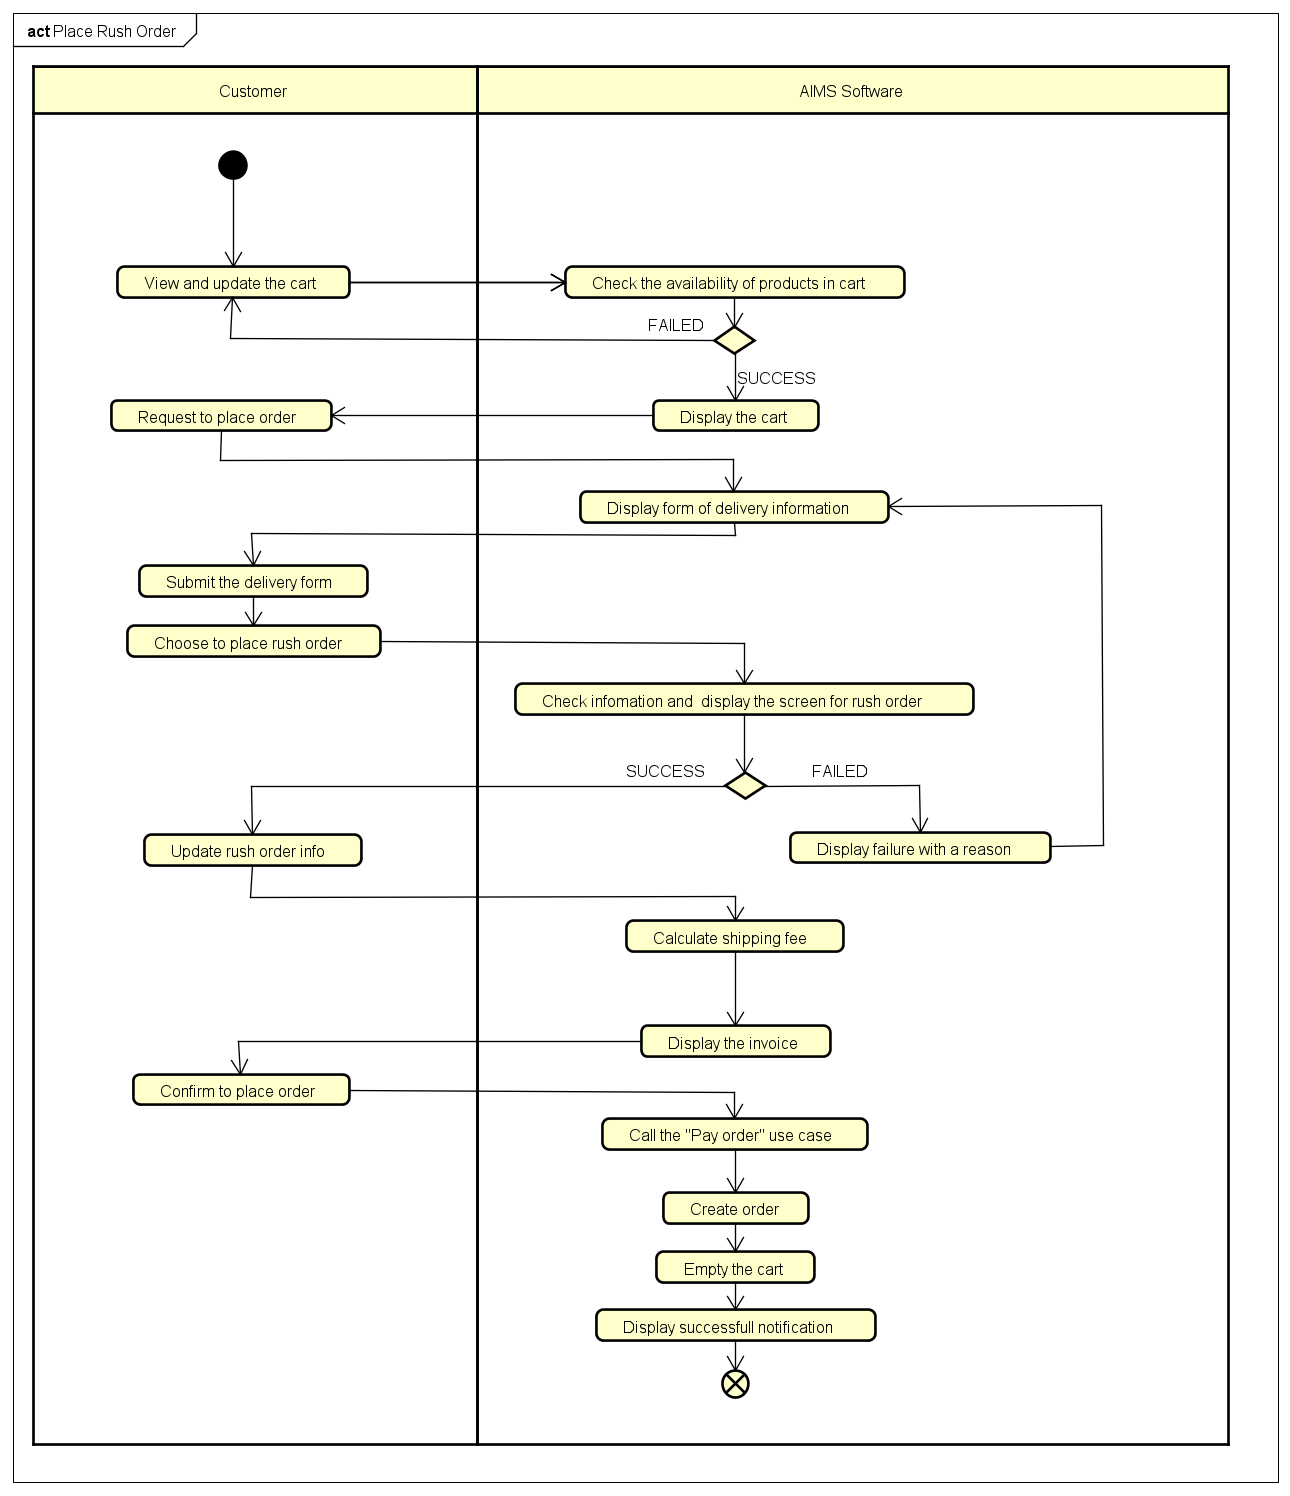 act Place Rush Order
Customer
AIMS Software
View and update the cart
Check the availability of products in cart
FAILED
SUCCESS
Request to place order
Display the cart
Display form of delivery information
Submit the delivery form
Choose to place rush order
Check infomation and  display the screen for rush order
SUCCESS
FAILED
Update rush order info
Display failure with a reason
Calculate shipping fee
Display the invoice
Confirm to place order
Call the "Pay order" use case
Create order
Empty the cart
Display successfull notification